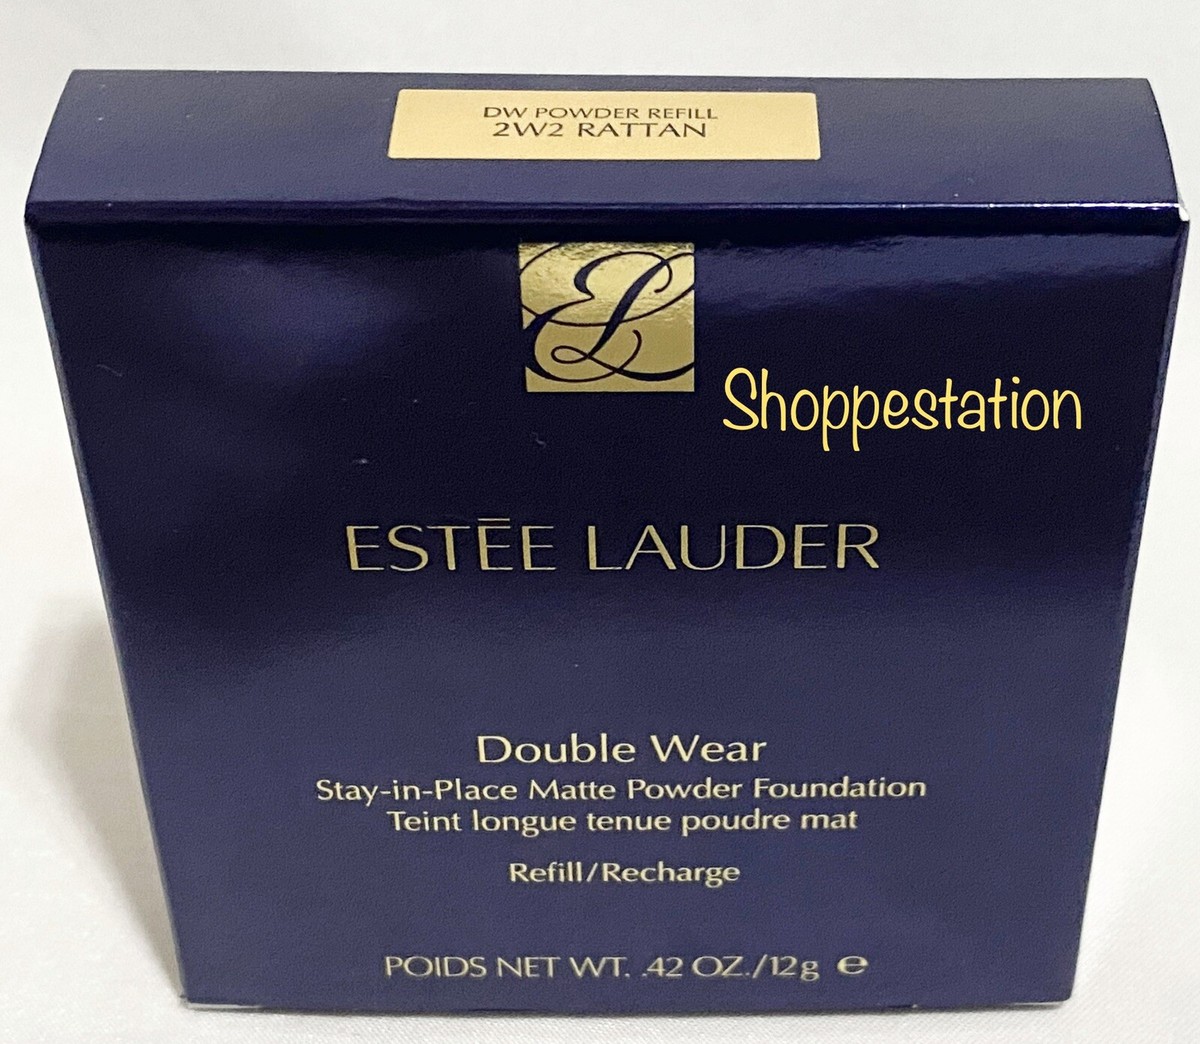 DW POWDER REFILL
2W2 RATTAN
EL
Shoppestation
ESTĒE LAUDER
Double Wear
Stay-in-Place Matte Powder Foundation
Teint longue tenue poudre mat
Refill/Recharge
POIDS NET WT. .42 OZ./12g ℮